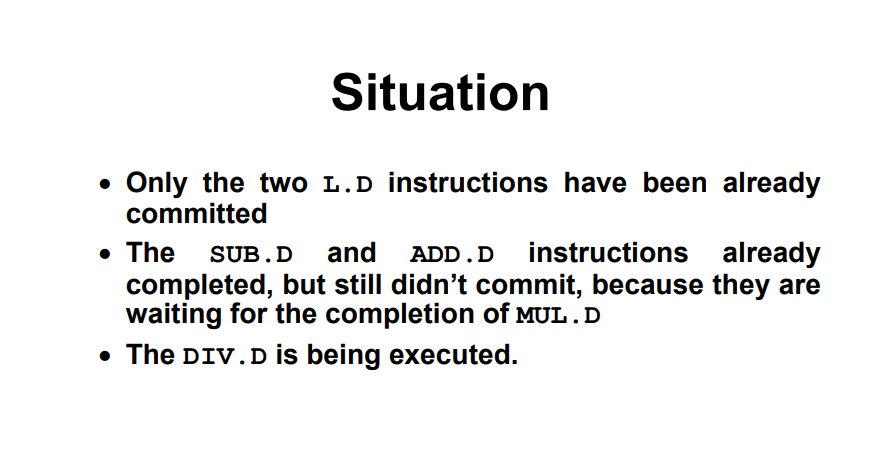 Situation
• Only the two L.D instructions have been already
committed
• The SUB.D and ADD.D instructions already
completed, but still didn’t commit, because they are
waiting for the completion of MUL.D
• The DIV.D is being executed.